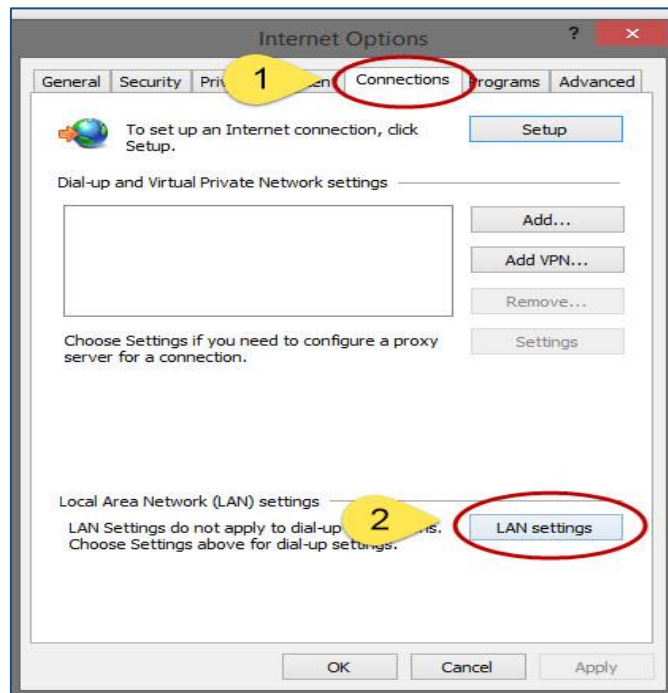 Internet Options
?
General Security 1 Connections Programs Advanced
To set up an Internet connection, click
Setup.
Setup
Dial-up and Virtual Private Network settings
Add...
Add VPN...
Remove...
Choose Settings if you need to configure a proxy
server for a connection.
Settings
Local Area Network (LAN) settings
LAN Settings do not apply to dial-up 2
Choose Settings above for dial-up settings.
LAN settings
OK Cancel Apply